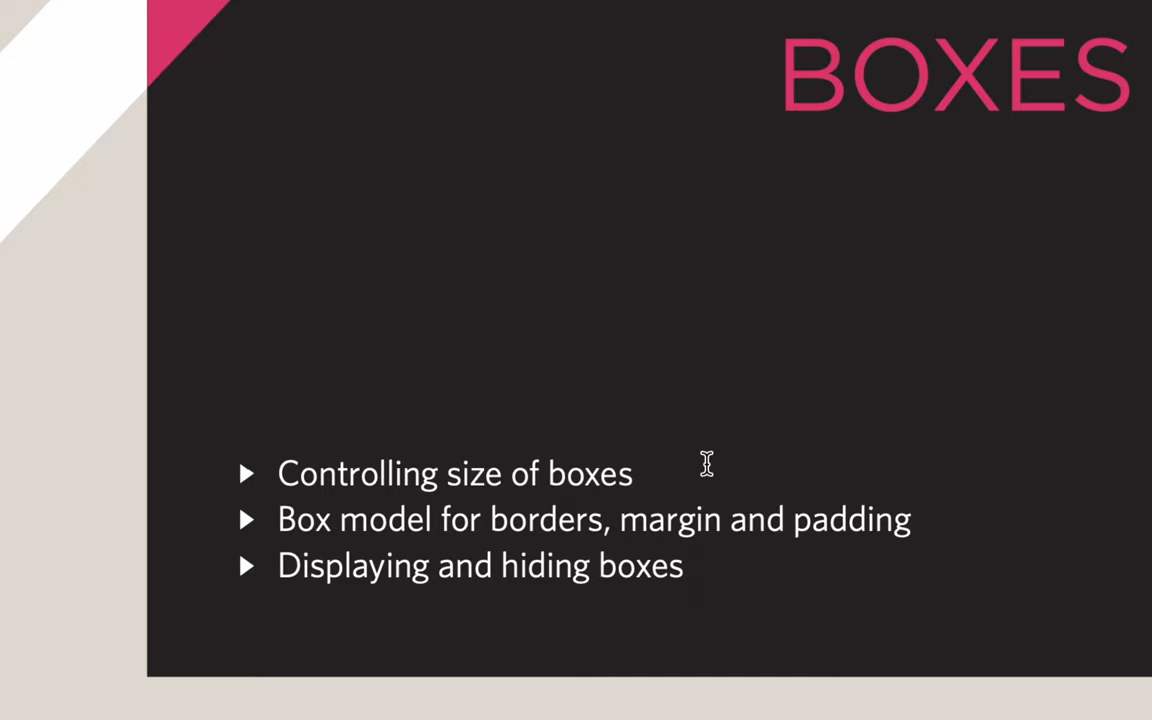 BOXES
Controlling size of boxes
Box model for borders, margin and padding
Displaying and hiding boxes